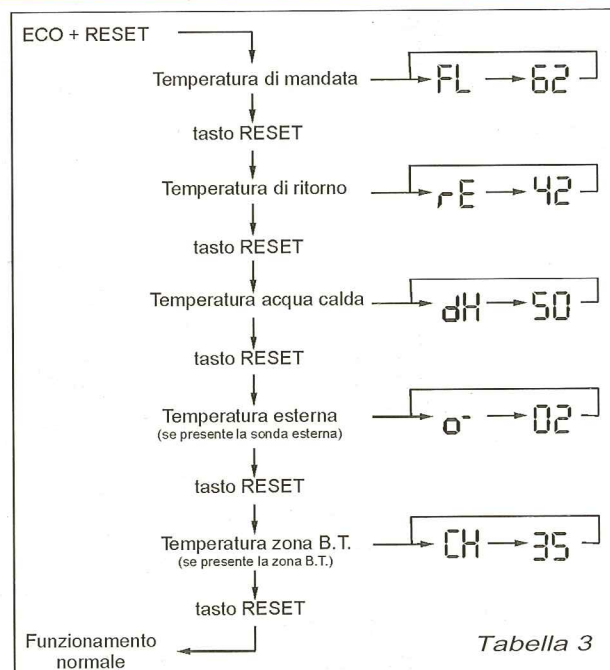 ECO + RESET
Temperatura di mandata FL 62
tasto RESET
Temperatura di ritorno rE 42
tasto RESET
Temperatura acqua calda dH 50
tasto RESET
Temperatura esterna o- 02
(se presente la sonda esterna)
tasto RESET
Temperatura zona B.T. CH 35
(se presente la zona B.T.)
tasto RESET
Funzionamento
normale
Tabella 3